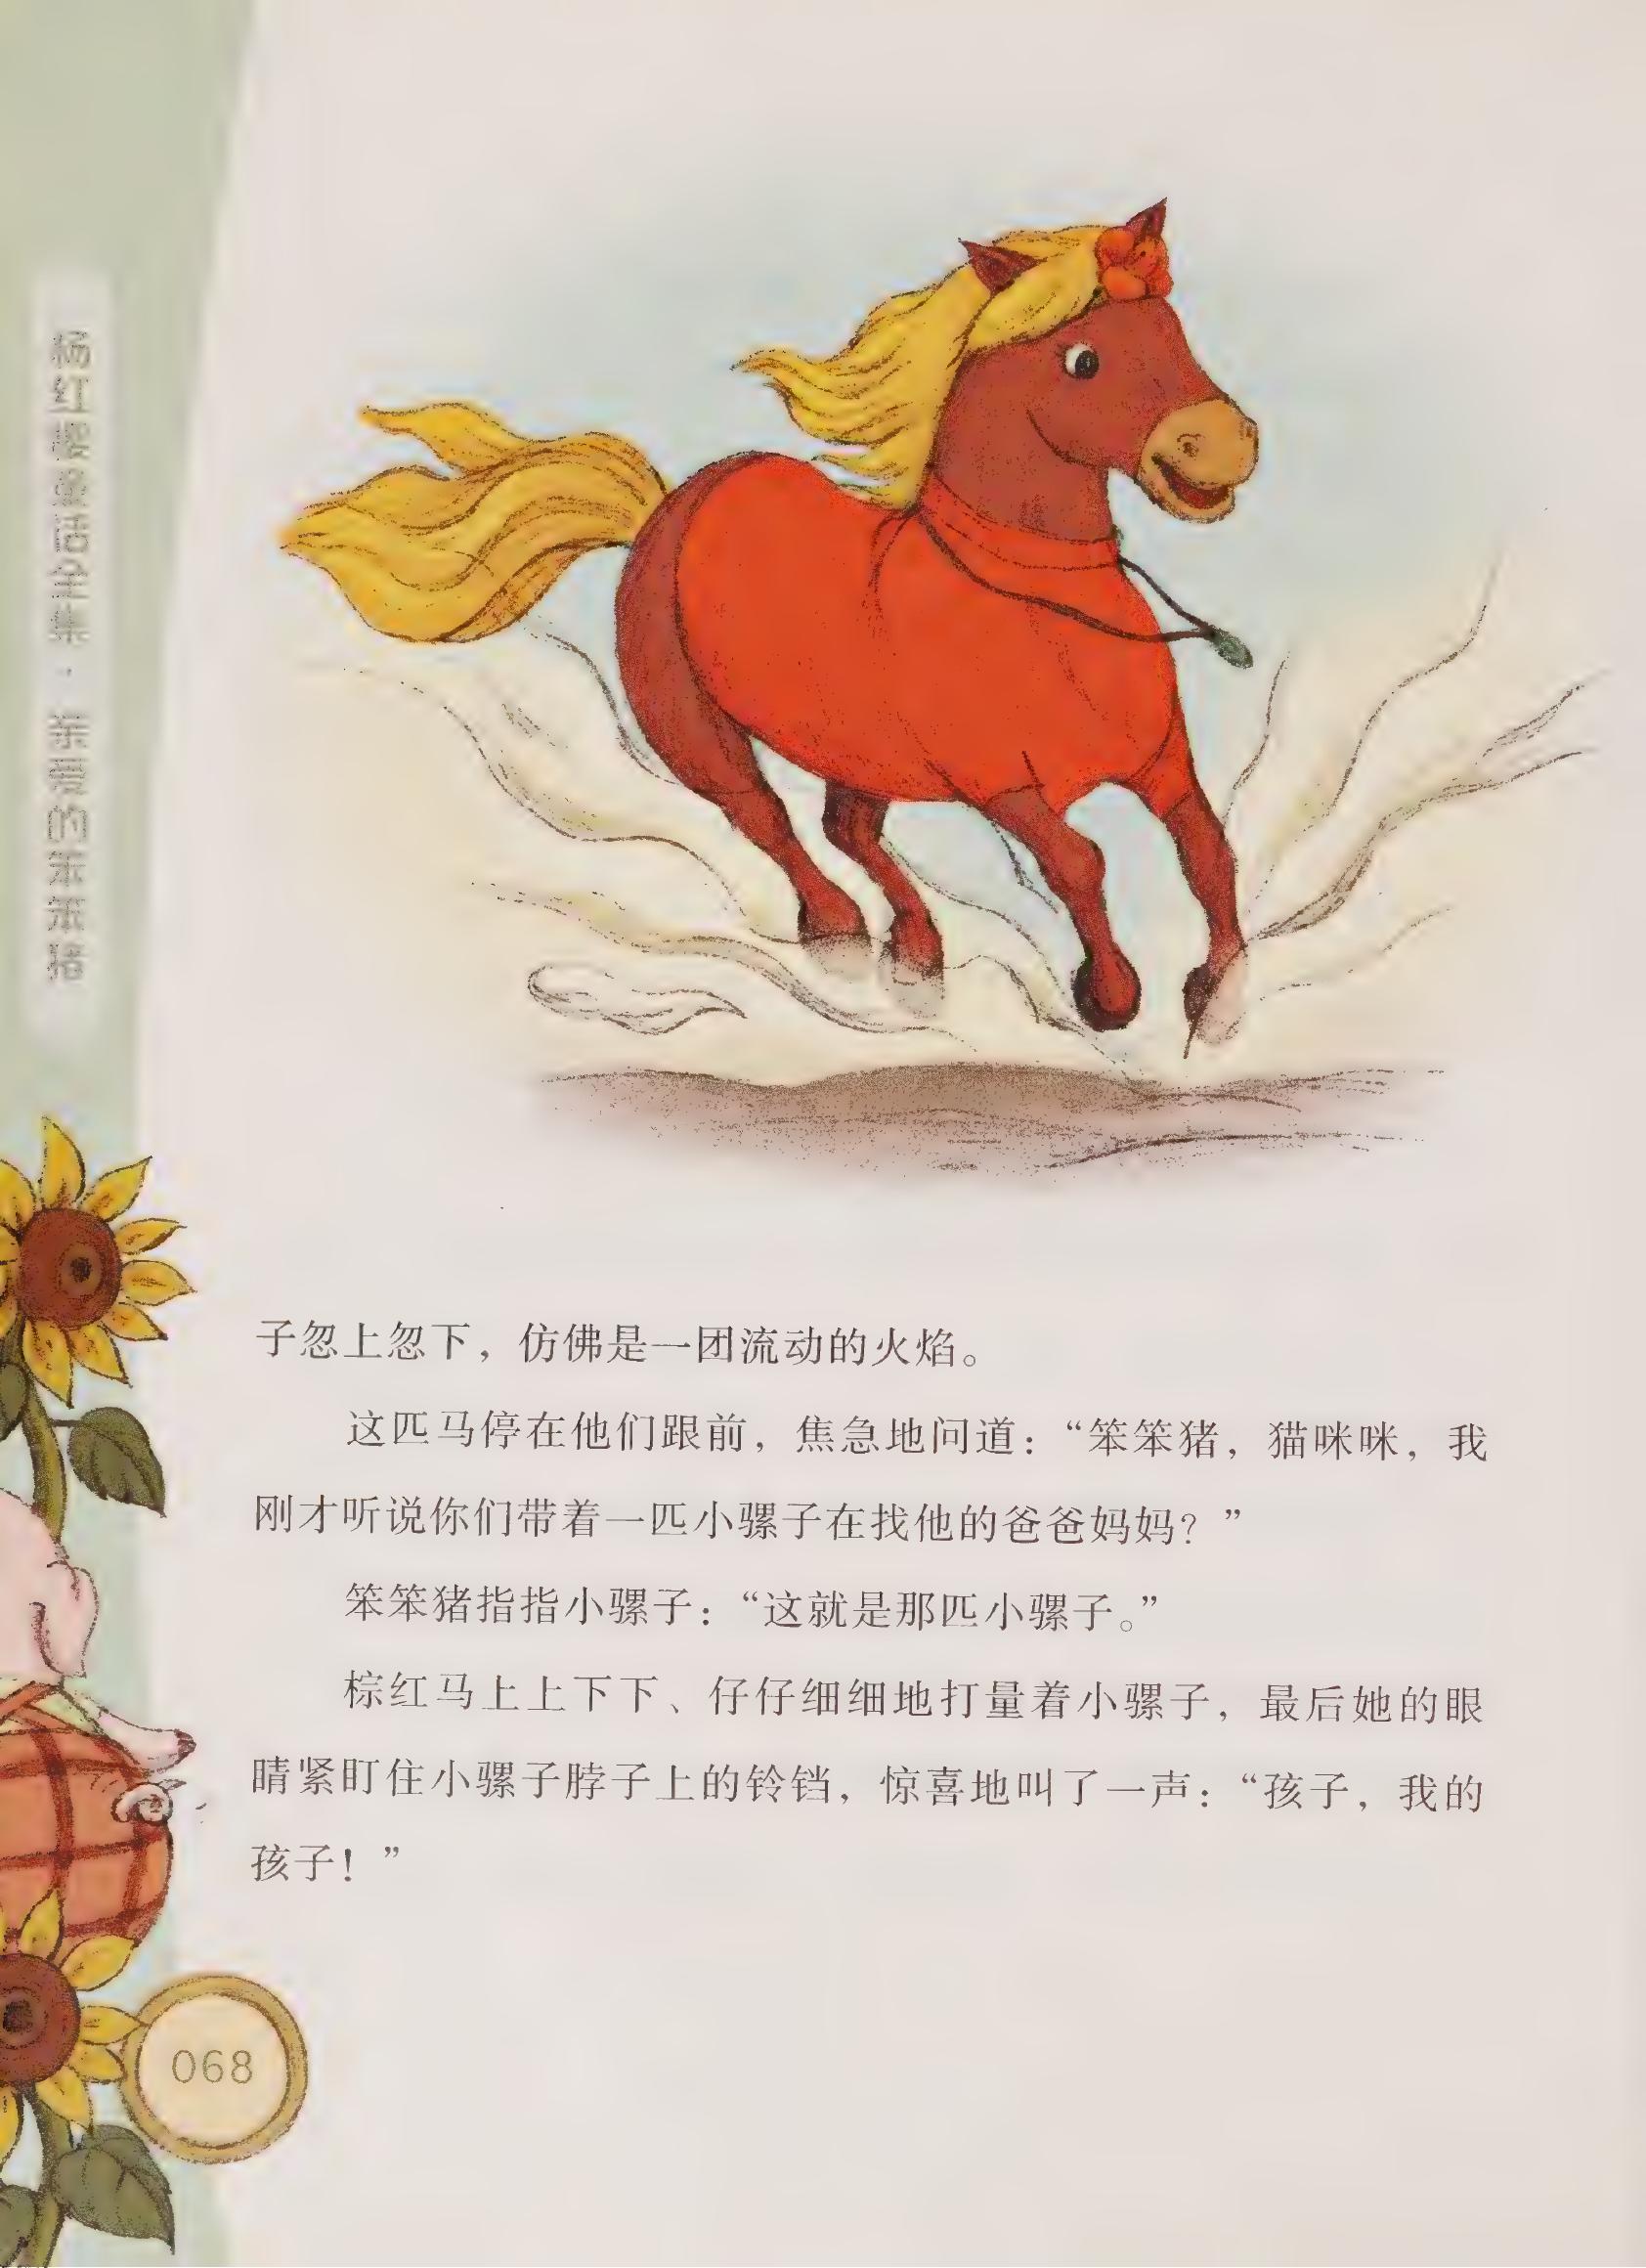 杨红樱童话全集·亲爱的笨笨猪
子忽上忽下，仿佛是一团流动的火焰。
这匹马停在他们跟前，焦急地问道：“笨笨猪，猫咪咪，我
刚才听说你们带着一匹小骡子在找他的爸爸妈妈？”
笨笨猪指指小骡子：“这就是那匹小骡子。”
棕红马上上下下、仔仔细细地打量着小骡子，最后她的眼
睛紧盯住小骡子脖子上的铃铛，惊喜地叫了一声：“孩子，我的
孩子！”
068